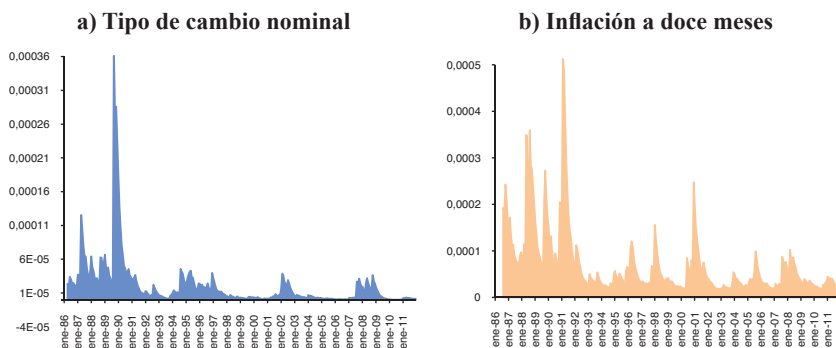 a) Tipo de cambio nominal
0,00036
0,00031
0,00026
0,00021
0,00016
0,00011
6E-05
1E-05
-4E-05
ene-86
ene-87
ene-88
ene-89
ene-90
ene-91
ene-92
ene-93
ene-94
ene-95
ene-96
ene-97
ene-98
ene-99
ene-00
ene-01
ene-02
ene-03
ene-04
ene-05
ene-06
ene-07
ene-08
ene-09
ene-10
ene-11
b) Inflación a doce meses
0,0005
0,0004
0,0003
0,0002
0,0001
0
ene-86
ene-87
ene-88
ene-89
ene-90
ene-91
ene-92
ene-93
ene-94
ene-95
ene-96
ene-97
ene-98
ene-99
ene-00
ene-01
ene-02
ene-03
ene-04
ene-05
ene-06
ene-07
ene-08
ene-09
ene-10
ene-11